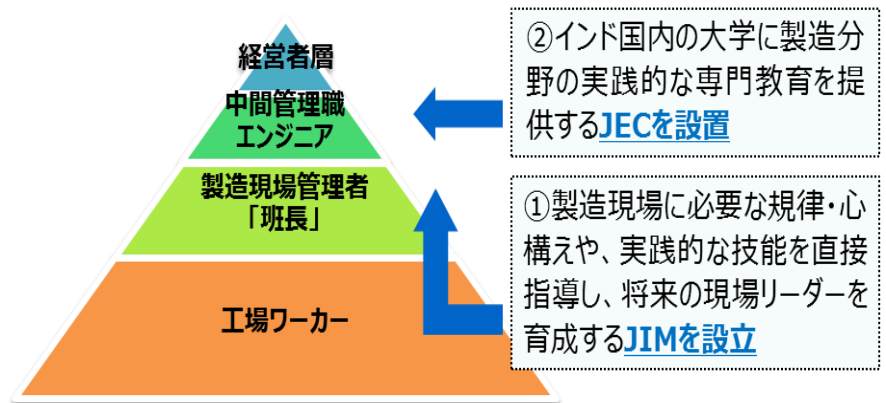 経営者層
中間管理職
エンジニア
製造現場管理者
「班長」
工場ワーカー
②インド国内の大学に製造分
野の実践的な専門教育を提
供するJECを設置
①製造現場に必要な規律・心
構えや、実践的な技能を直接
指導し、将来の現場リーダーを
育成するJIMを設立